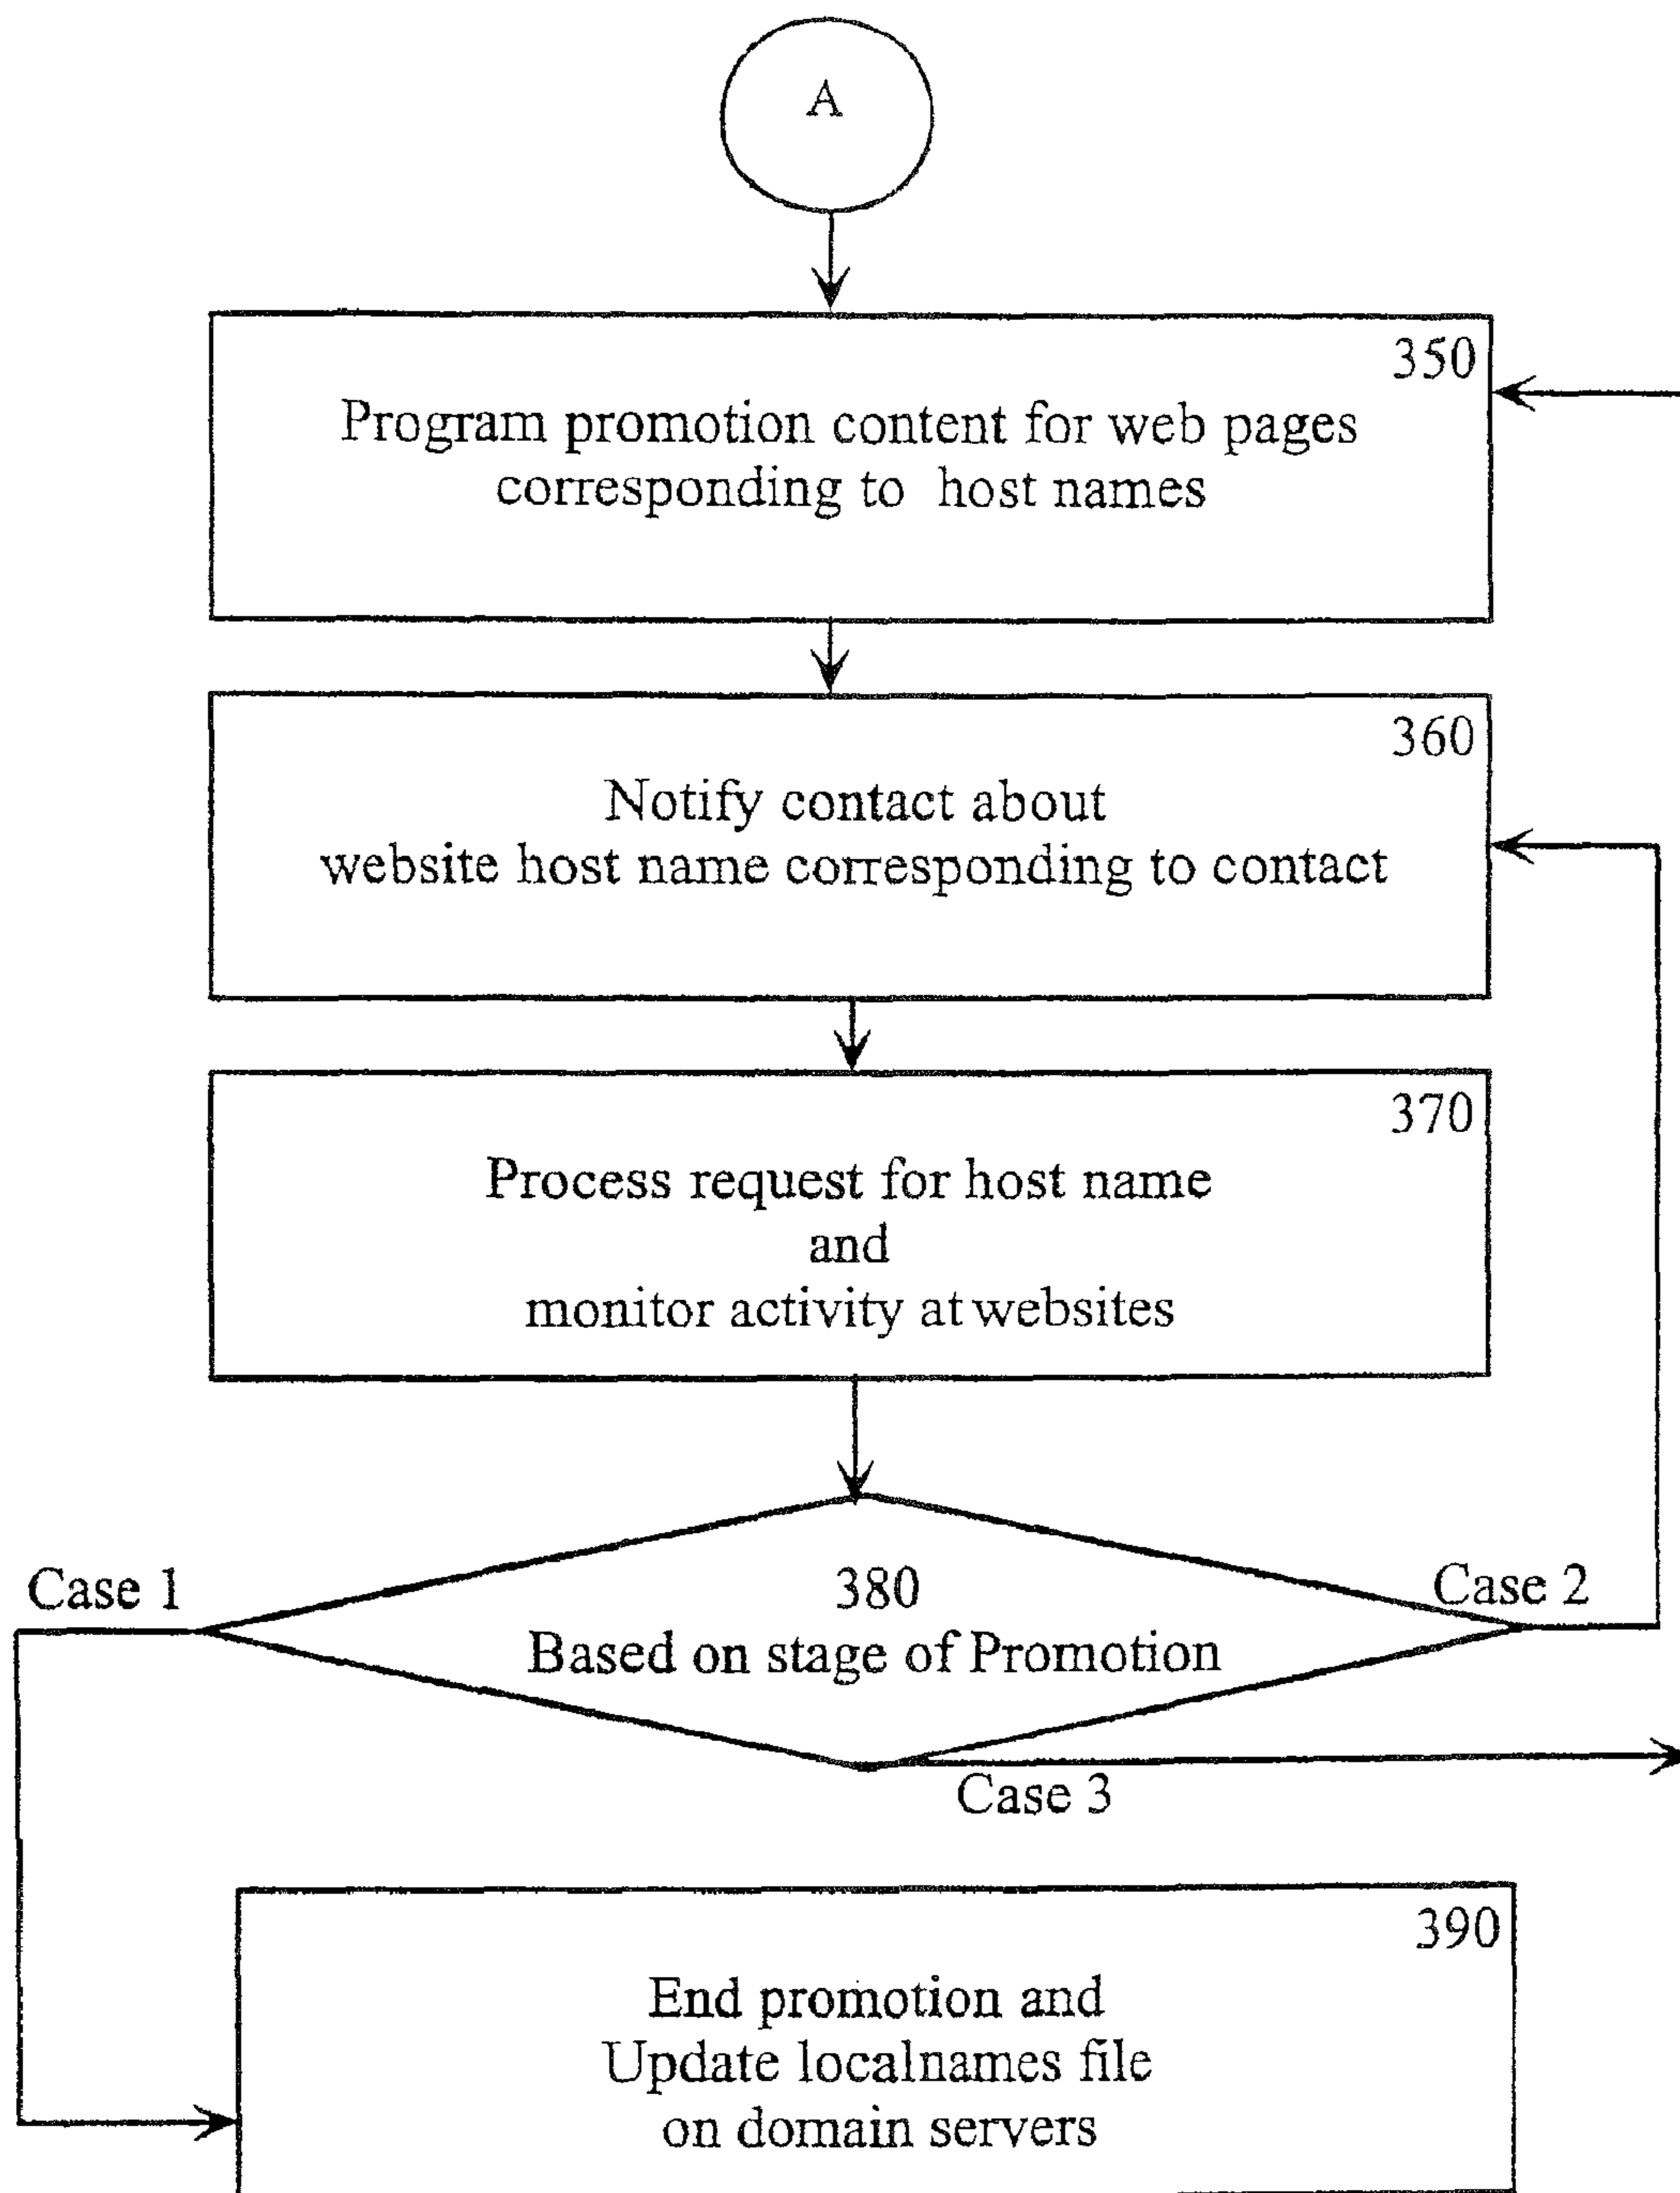 A
350
Program promotion content for web pages
corresponding to host names
360
Notify contact about
website host name corresponding to contact
370
Process request for host name
and
monitor activity at websites
Case 1
380
Case 2
Based on stage of Promotion
Case 3
390
End promotion and
Update localnames file
on domain servers